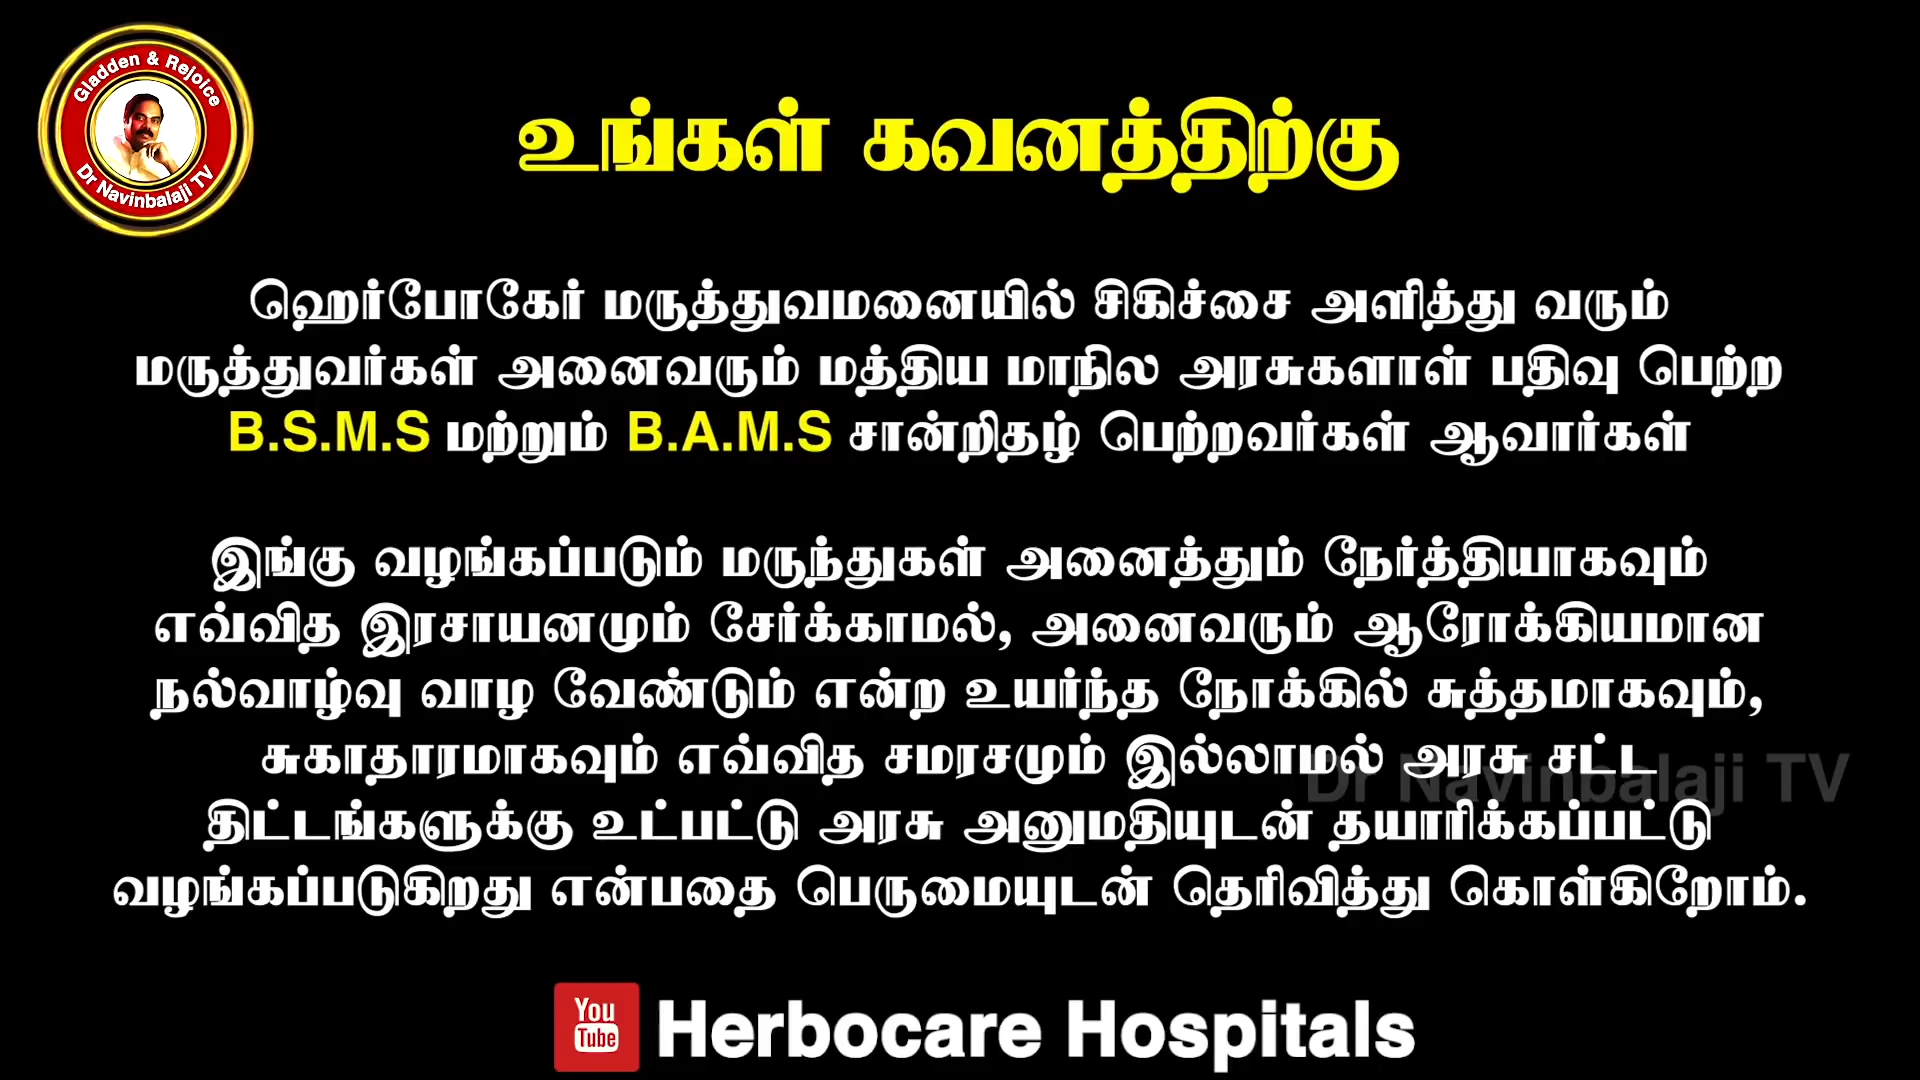 Gladden & Rejoice
Dr Navinbalaji TV
உங்கள் கவனத்திற்கு
ஹெர்போகேர் மருத்துவமனையில் சிகிச்சை அளித்து வரும்
மருத்துவர்கள் அனைவரும் மத்திய மாநில அரசுகளாள் பதிவு பெற்ற
B.S.M.S மற்றும் B.A.M.S சான்றிதழ் பெற்றவர்கள் ஆவார்கள்
இங்கு வழங்கப்படும் மருந்துகள் அனைத்தும் நேர்த்தியாகவும்
எவ்வித இரசாயனமும் சேர்க்காமல், அனைவரும் ஆரோக்கியமான
நல்வாழ்வு வாழ வேண்டும் என்ற உயர்ந்த நோக்கில் சுத்தமாகவும்,
சுகாதாரமாகவும் எவ்வித சமரசமும் இல்லாமல் அரசு சட்ட
Dr Navinbalaji TV
திட்டங்களுக்கு உட்பட்டு அரசு அனுமதியுடன் தயாரிக்கப்பட்டு
வழங்கப்படுகிறது என்பதை பெருமையுடன் தெரிவித்து கொள்கிறோம்.
You Tube Herbocare Hospitals